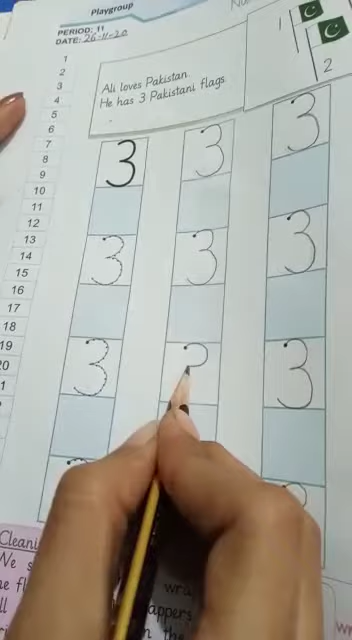 Playgroup
PERIOD: 11
DATE: 26-11-20
1
2
3
4
5
6
7
8
9
10
11
12
13
14
15
16
17
18
19
20
Ali loves Pakistan.
He has 3 Pakistani flags.
1
2
3 3 3
3 3 3
3 3
Cleani
We s
appers
n the